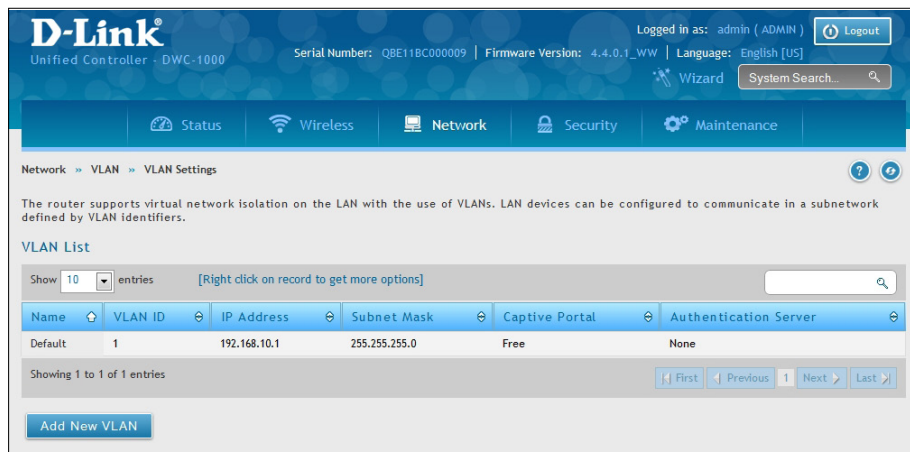 D-Link®
Unified Controller - DWC-1000
Logged in as: admin ( ADMIN ) Logout
Serial Number: QBE11BC000009 | Firmware Version: 4.4.0.1_WW | Language: English [US]
Wizard System Search...
Status Wireless Network Security Maintenance
Network » VLAN » VLAN Settings
The router supports virtual network isolation on the LAN with the use of VLANs. LAN devices can be configured to communicate in a subnetwork
defined by VLAN identifiers.
VLAN List
Show 10 entries [Right click on record to get more options]
Name VLAN ID IP Address Subnet Mask Captive Portal Authentication Server
Default 1 192.168.10.1 255.255.255.0 Free None
Showing 1 to 1 of 1 entries First Previous 1 Next Last
Add New VLAN